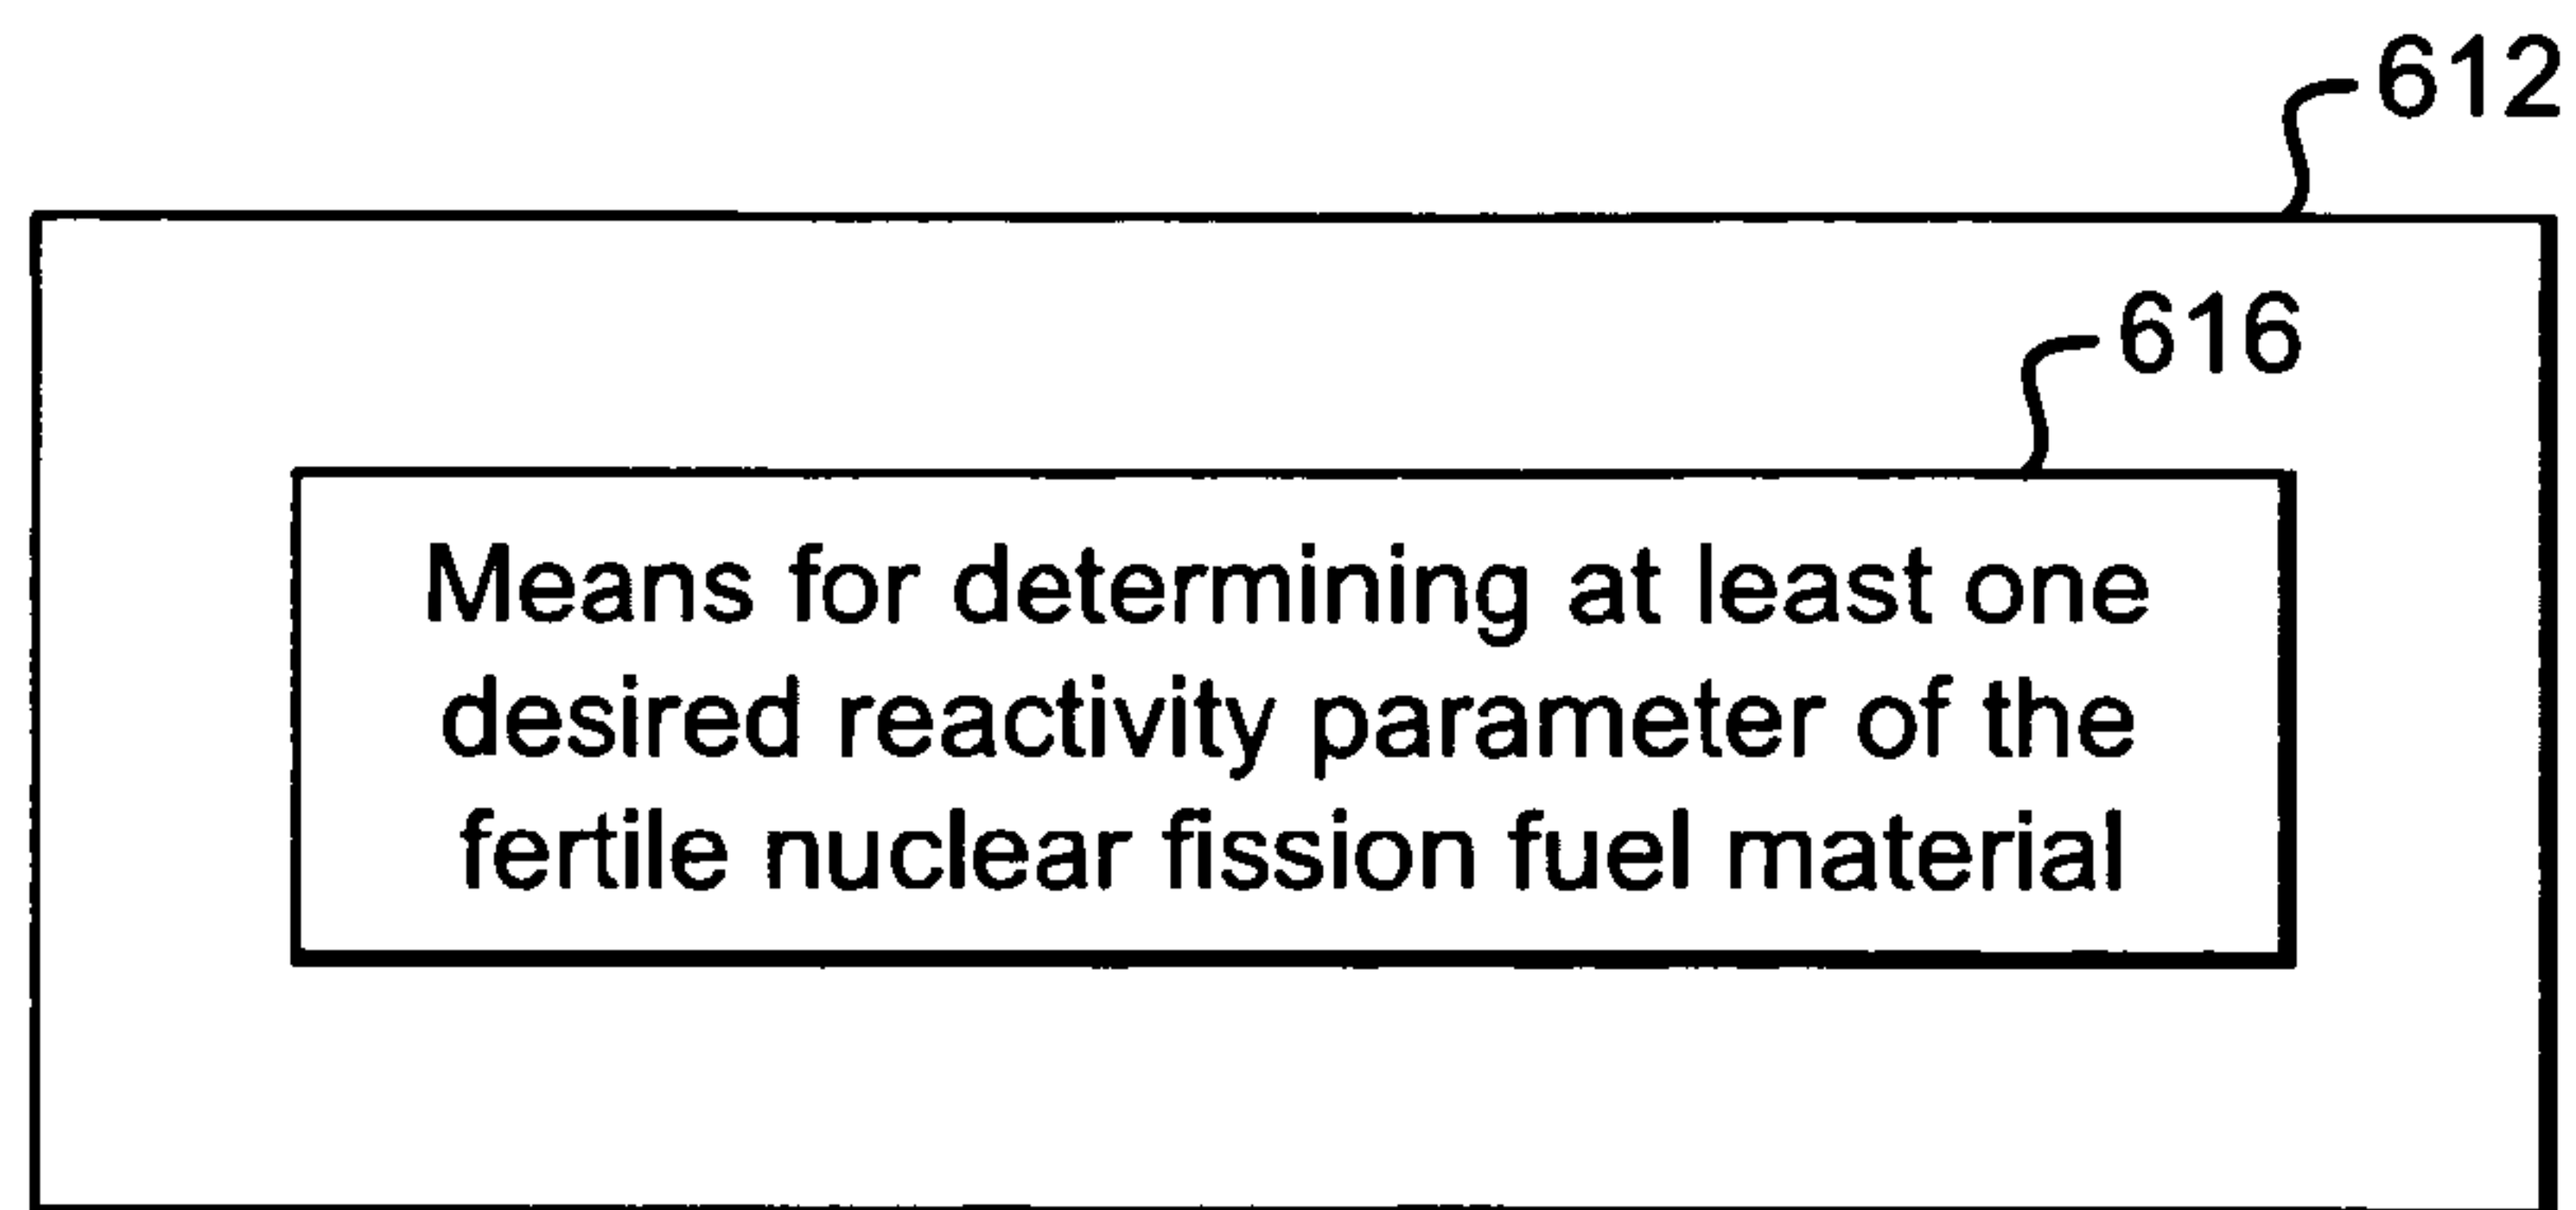 612
616
Means for determining at least one
desired reactivity parameter of the
fertile nuclear fission fuel material